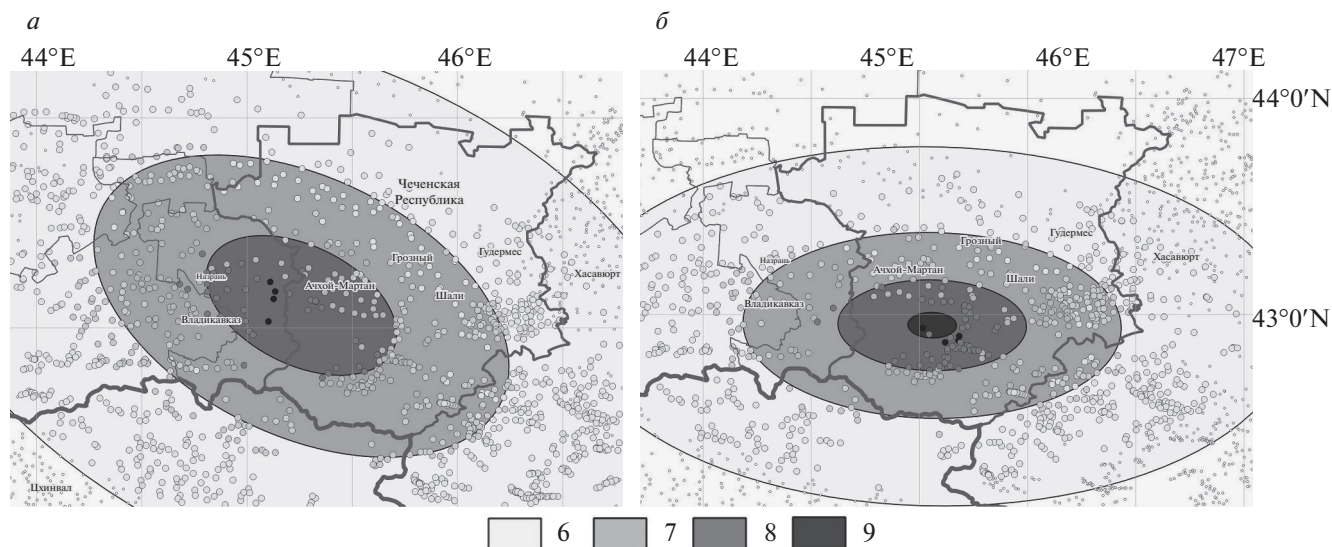 а
б
44°E 45°E 46°E
44°E 45°E 46°E 47°E
44°0′N
Чеченская
Республика
Гудермес
Грозный
Хасавюрт
Назрань
Ачхой-Мартан
Шали
Владикавказ
Цхинвал
Гудермес
Грозный
Хасавюрт
Назрань
Ачхой-Мартан
Шали
Владикавказ
43°0′N
6 7 8 9